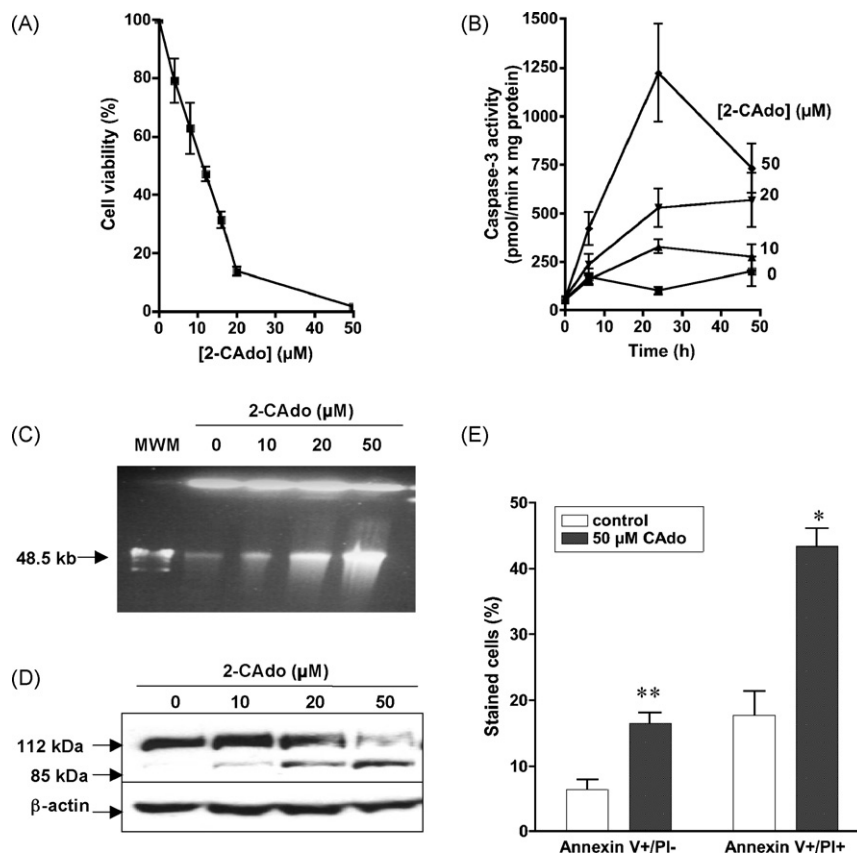 (A)
100
80
60
40
20
0
Cell viability (%)
0 10 20 30 40 50
[2-CAdo] (µM)
(B)
1500
1250
1000
750
500
250
0
Caspase-3 activity
(pmol/min x mg protein)
[2-CAdo] (µM)
50
20
10
0
0 10 20 30 40 50
Time (h)
(C)
2-CAdo (µM)
MWM 0 10 20 50
48.5 kb
(D)
2-CAdo (µM)
0 10 20 50
112 kDa
85 kDa
β-actin
(E)
50
40
30
20
10
0
Stained cells (%)
control
50 µM CAdo
**
*
Annexin V+/PI- Annexin V+/PI+